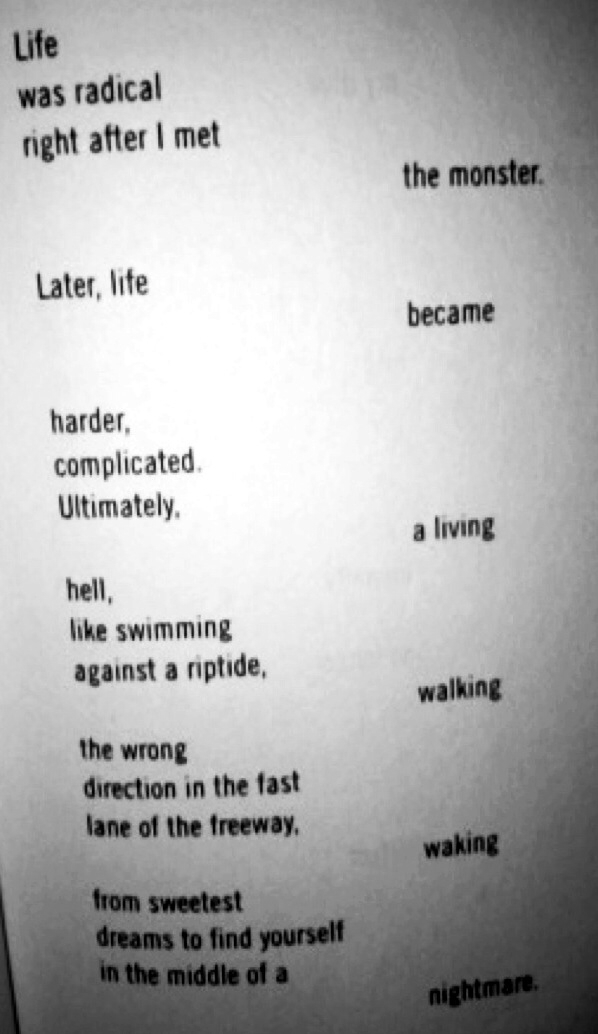 Life
was radical
right after I met
the monster.
Later, life
became
harder,
complicated.
Ultimately,
a living
hell,
like swimming
against a riptide,
walking
the wrong
direction in the fast
lane of the freeway,
waking
from sweetest
dreams to find yourself
in the middle of a
nightmare.